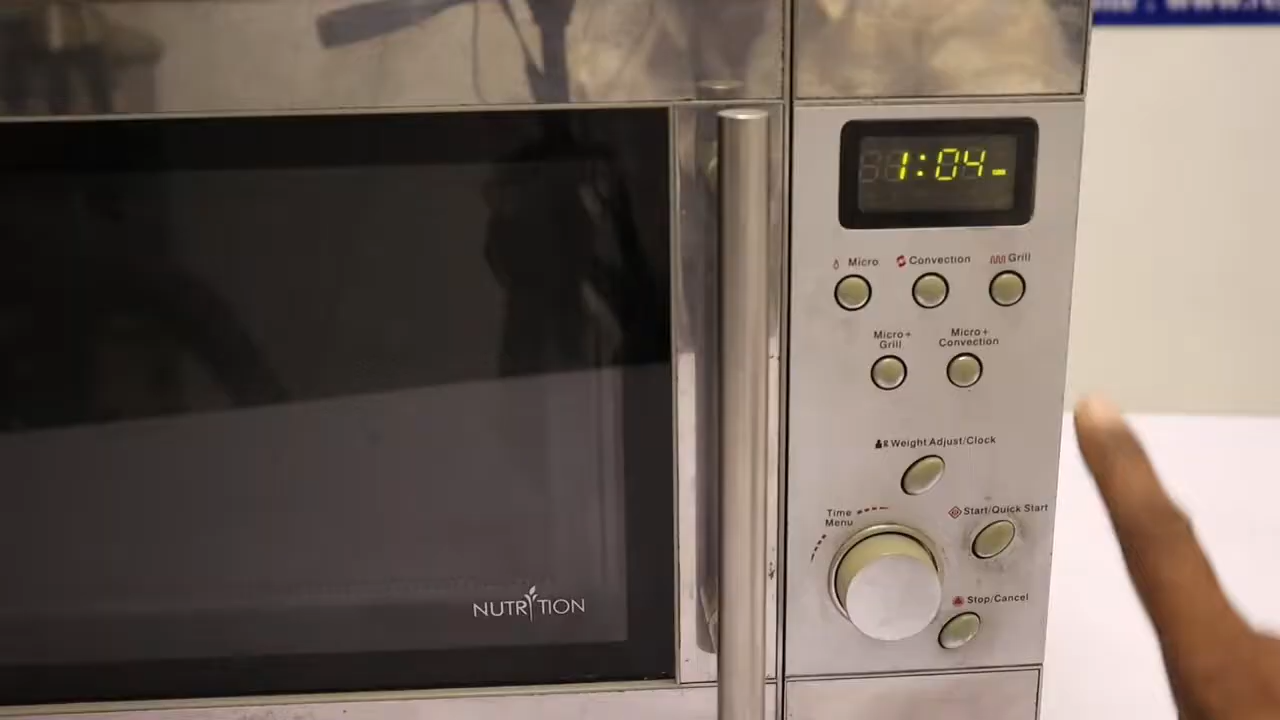 1:04
Micro
Convection
Grill
Micro+
Grill
Micro+
Convection
Weight Adjust/Clock
Time
Menu
Start/Quick Start
Stop/Cancel
NUTRITION